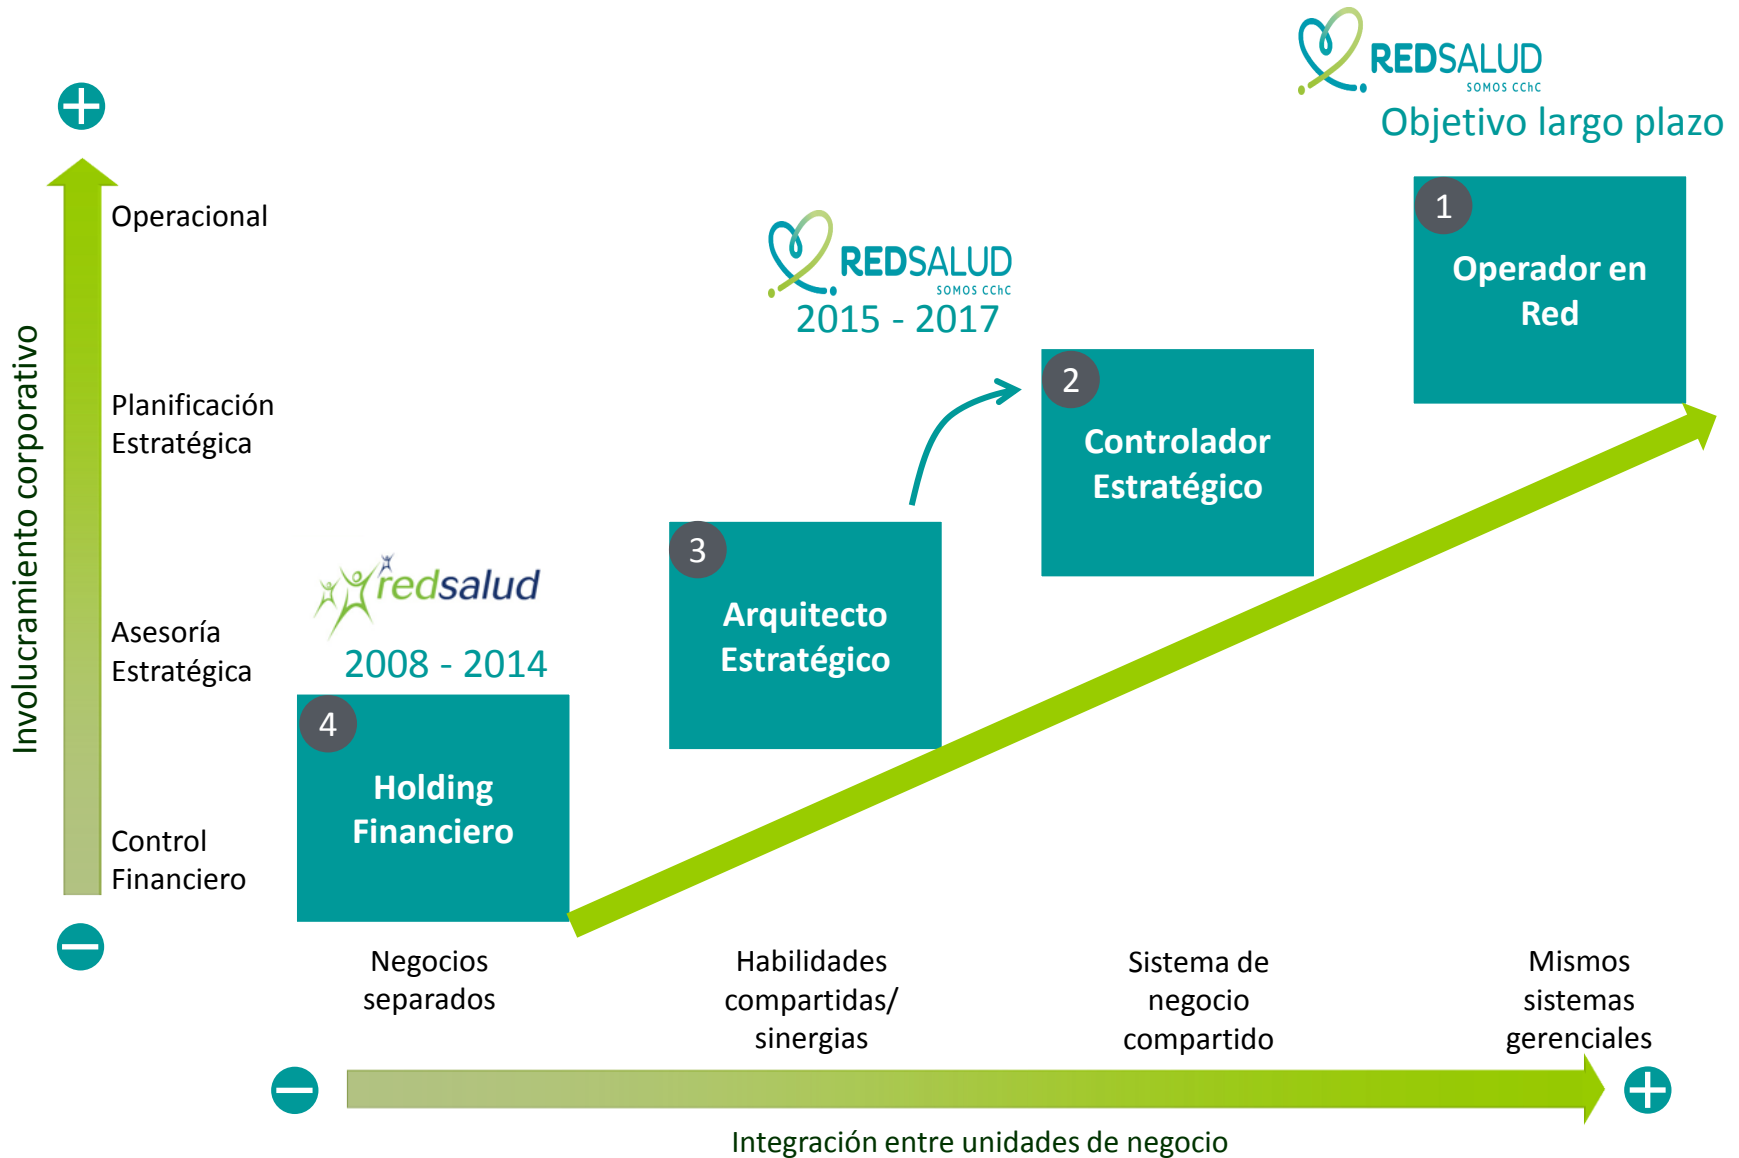 REDSALUD
SOMOS CChC
Objetivo largo plazo
Operacional
1
Operador en
Red
REDSALUD
SOMOS CChC
2015 - 2017
Involucramiento corporativo
Planificación
Estratégica
2
Controlador
Estratégico
redsalud
2008 - 2014
3
Arquitecto
Estratégico
Asesoría
Estratégica
4
Holding
Financiero
Control
Financiero
Negocios
separados
Habilidades
compartidas/
sinergias
Sistema de
negocio
compartido
Mismos
sistemas
gerenciales
Integración entre unidades de negocio